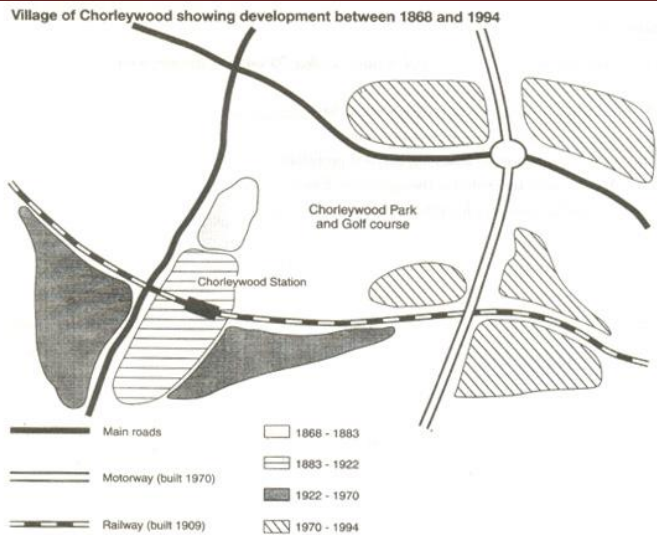 Village of Chorleywood showing development between 1868 and 1994
Chorleywood Park
and Golf course
Chorleywood Station
Main roads
Motorway (built 1970)
Railway (built 1909)
1868 - 1883
1883 - 1922
1922 - 1970
1970 - 1994